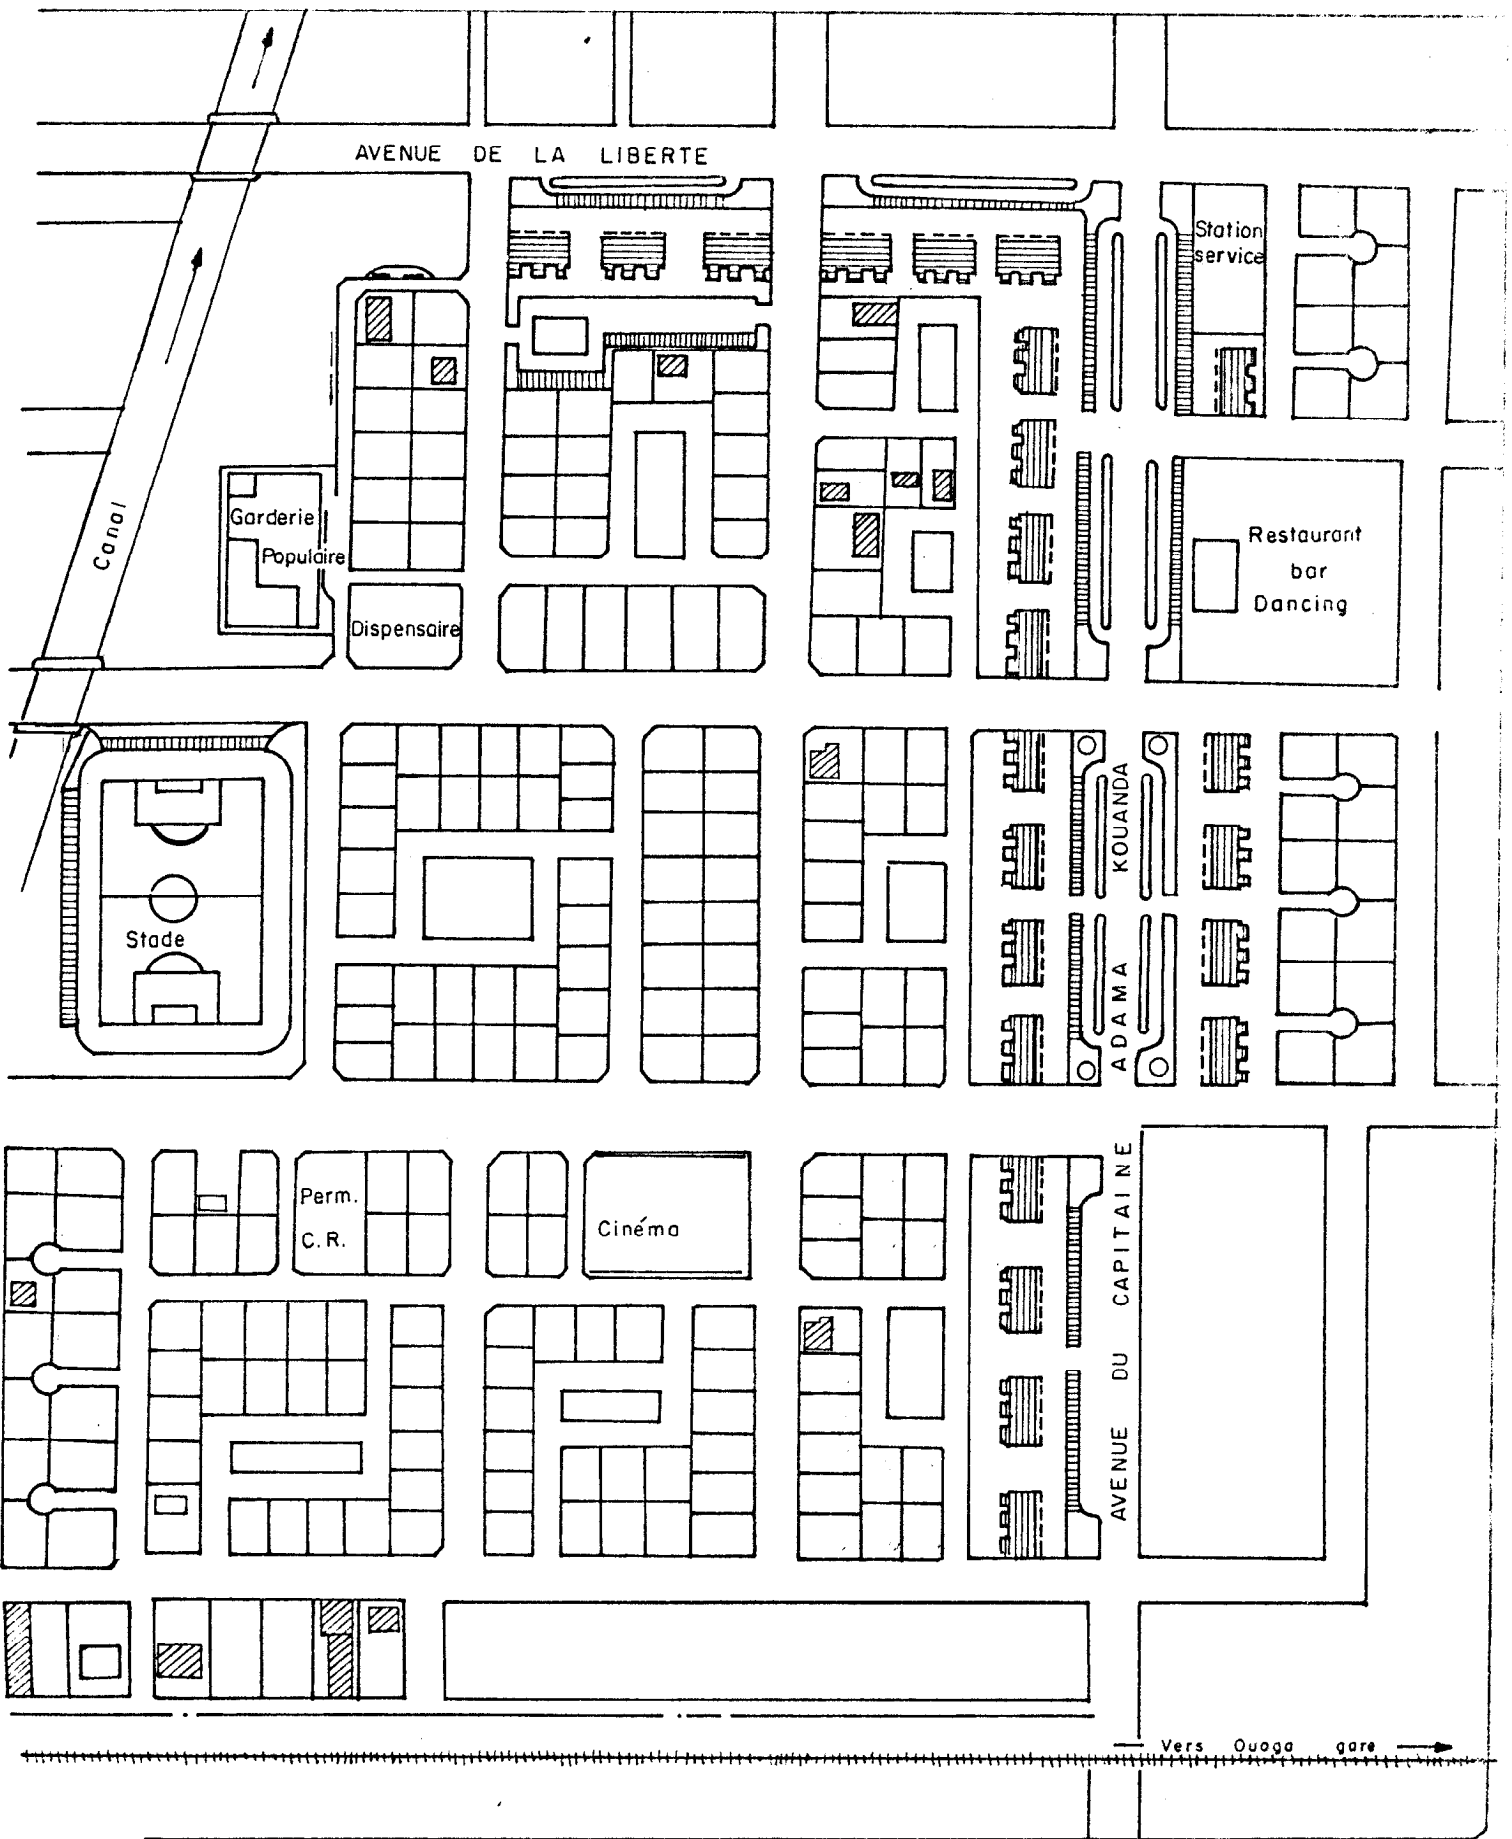 AVENUE DE LA LIBERTE
Station
service
Canal
Garderie
Populaire
Dispensaire
Restaurant
bar
Dancing
Stade
AVENUE DU CAPITAINE ADAMA KOUANDA
Perm.
C.R.
Cinéma
Vers Ouaga gare